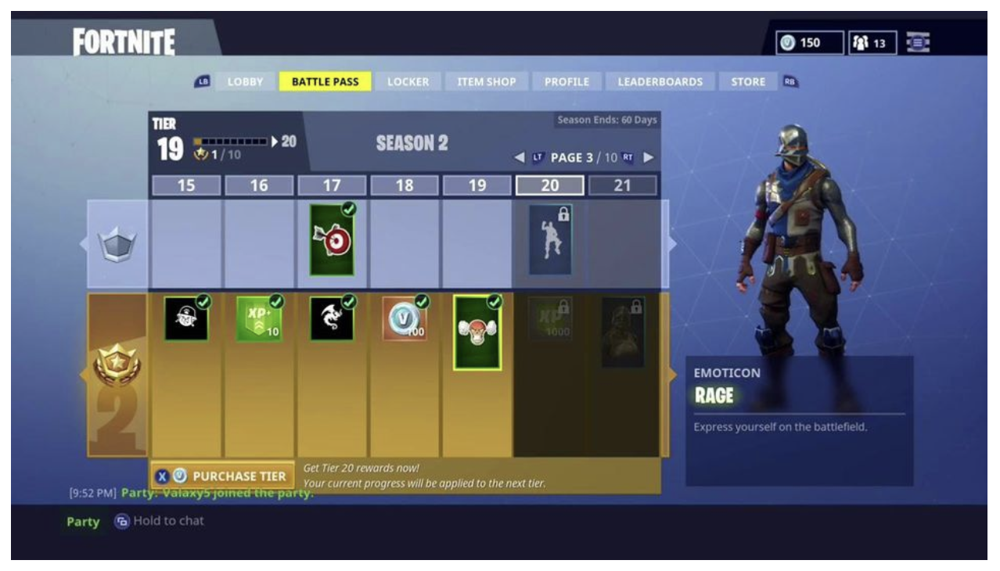 FORTNITE
150
13
LB LOBBY BATTLE PASS LOCKER ITEM SHOP PROFILE LEADERBOARDS STORE RB
Season Ends: 60 Days
TIER
19 1 / 10 20
SEASON 2
LT PAGE 3 / 10 RT
15 16 17 18 19 20 21
XP+
10
V
100
XP
1000
2
X V PURCHASE TIER
Get Tier 20 rewards now!
Your current progress will be applied to the next tier.
EMOTICON
RAGE
Express yourself on the battlefield.
[9:52 PM] Party: Valaxy5 joined the party.
Party Hold to chat